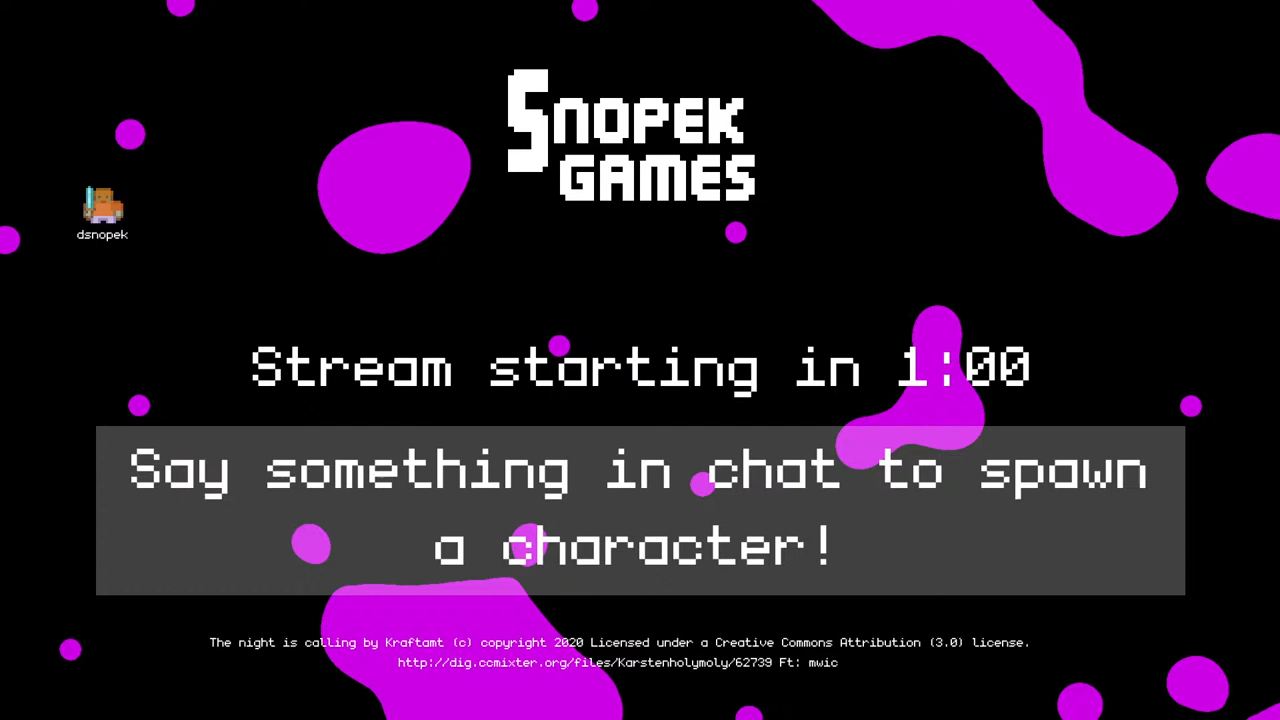 Snopek
GAMES
dsnopek
Stream starting in 1:00
Say something in chat to spawn
a character!
The night is calling by Kraftamt (c) copyright 2020 Licensed under a Creative Commons Attribution (3.0) license.
http://dig.ccmixter.org/files/Karstenholymoly/62739 Ft: mwic